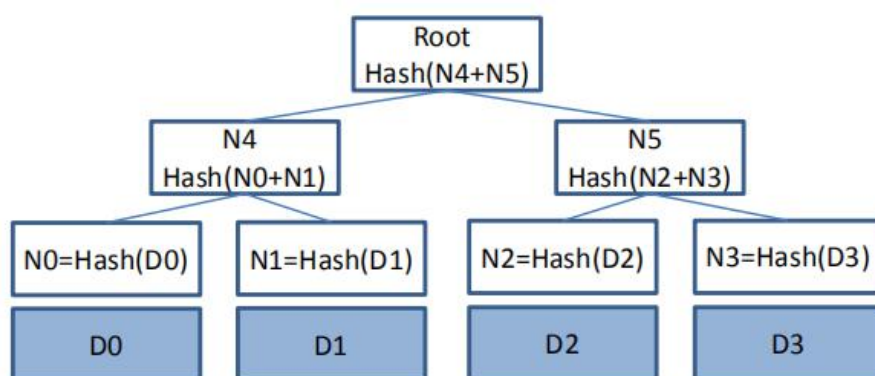 Root
Hash(N4+N5)
N4
Hash(N0+N1)
N5
Hash(N2+N3)
N0=Hash(D0)
N1=Hash(D1)
N2=Hash(D2)
N3=Hash(D3)
D0
D1
D2
D3